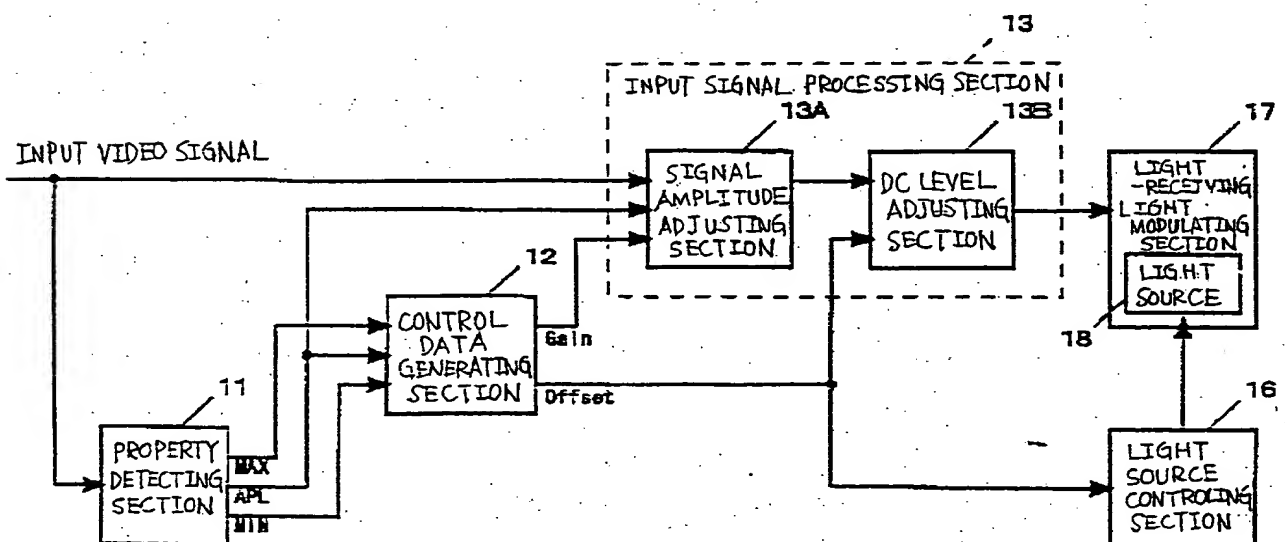 13
INPUT SIGNAL PROCESSING SECTION
13A
13B
17
INPUT VIDEO SIGNAL
SIGNAL
AMPLITUDE
ADJUSTING
SECTION
DC LEVEL
ADJUSTING
SECTION
LIGHT
-RECEIVING
LIGHT
MODULATING
SECTION
LIGHT
SOURCE
18
12
CONTROL
DATA
GENERATING
SECTION
Gain
Offset
11
PROPERTY
DETECTING
SECTION
MAX
APL
MIN
16
LIGHT
SOURCE
CONTROLING
SECTION